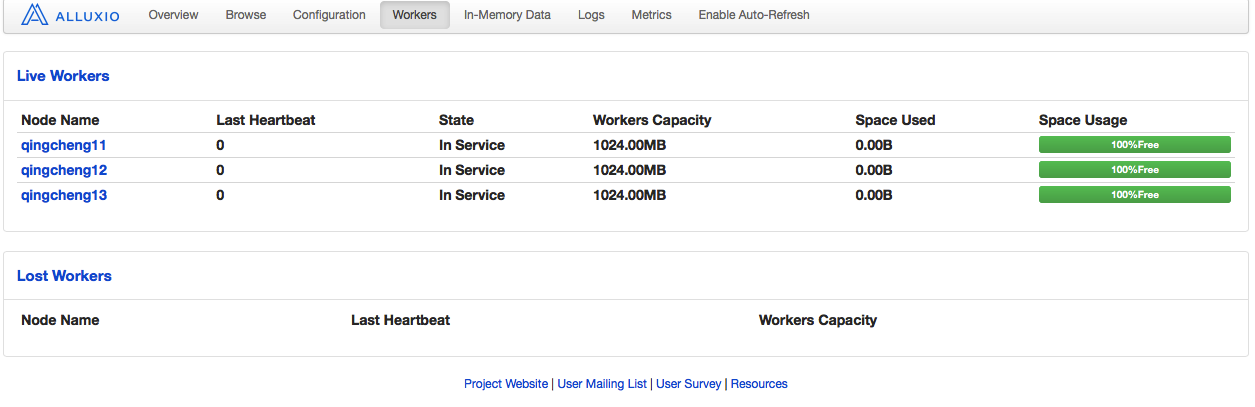 ALLUXIO Overview Browse Configuration Workers In-Memory Data Logs Metrics Enable Auto-Refresh
Live Workers
Node Name Last Heartbeat State Workers Capacity Space Used Space Usage
qingcheng11 0 In Service 1024.00MB 0.00B 100%Free
qingcheng12 0 In Service 1024.00MB 0.00B 100%Free
qingcheng13 0 In Service 1024.00MB 0.00B 100%Free
Lost Workers
Node Name Last Heartbeat Workers Capacity
Project Website | User Mailing List | User Survey | Resources